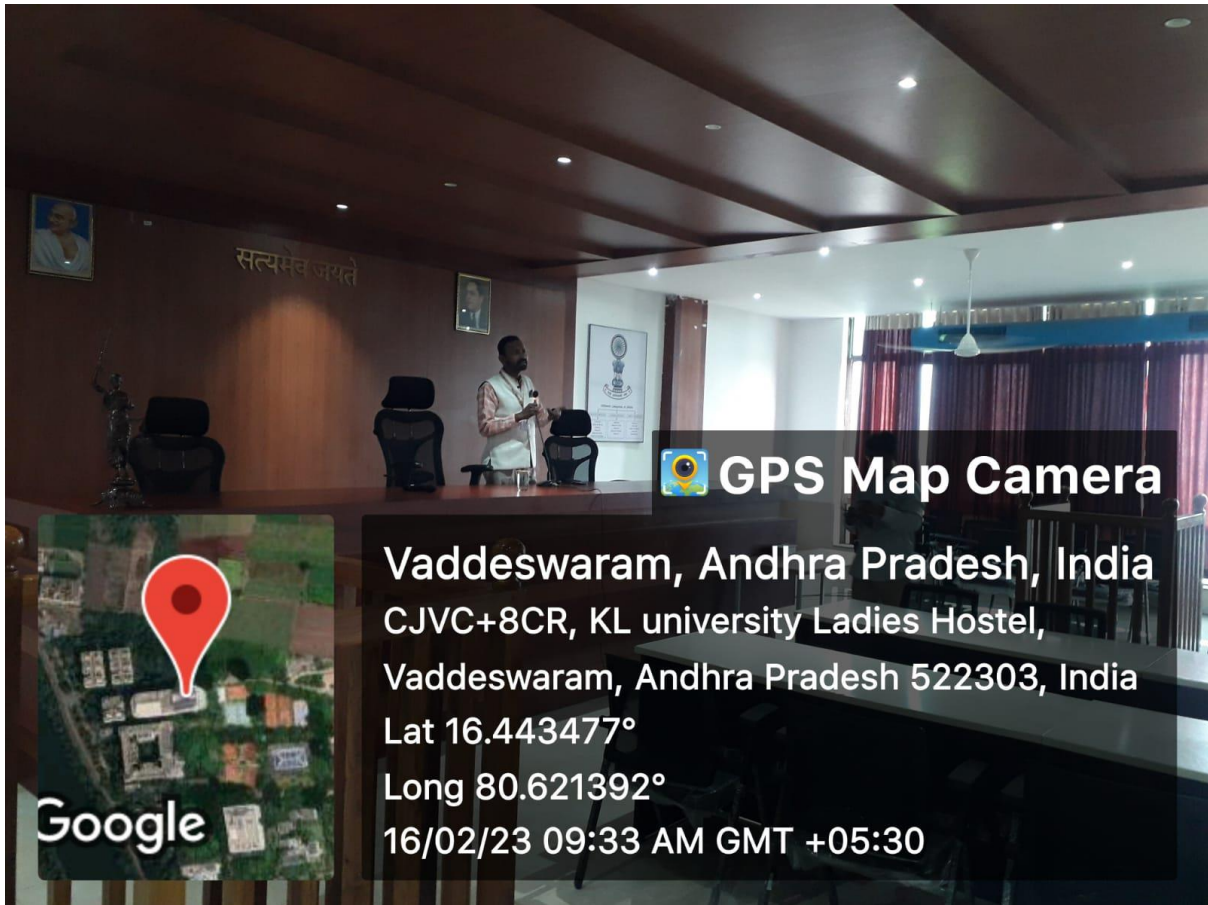 सत्यमेव जयते
GPS Map Camera
Vaddeswaram, Andhra Pradesh, India
CJVC+8CR, KL university Ladies Hostel,
Vaddeswaram, Andhra Pradesh 522303, India
Lat 16.443477°
Long 80.621392°
16/02/23 09:33 AM GMT +05:30
Google